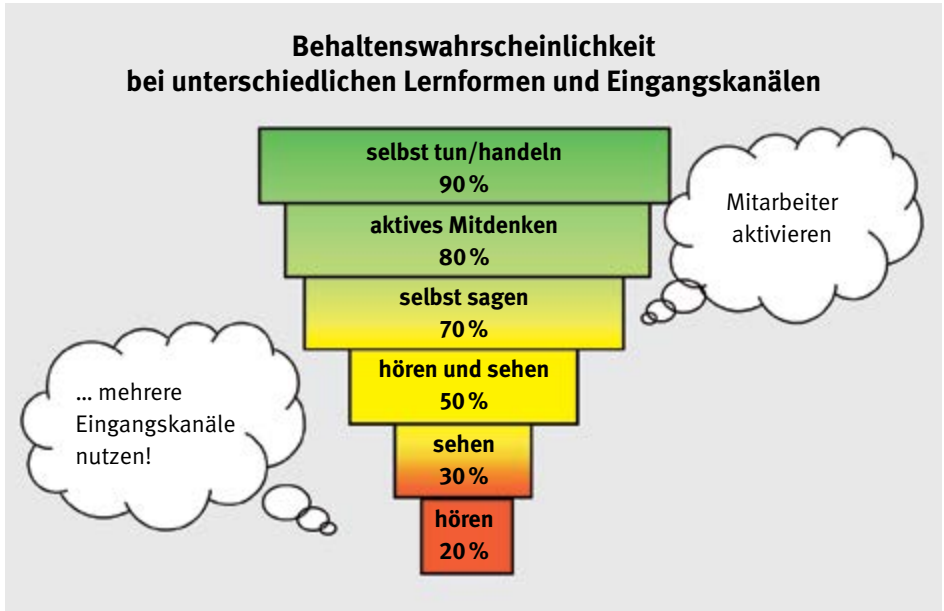 Behaltenswahrscheinlichkeit
bei unterschiedlichen Lernformen und Eingangskanälen
selbst tun/handeln
90 %
aktives Mitdenken
80 %
selbst sagen
70 %
hören und sehen
50 %
sehen
30 %
hören
20 %
Mitarbeiter
aktivieren
... mehrere
Eingangskanäle
nutzen!